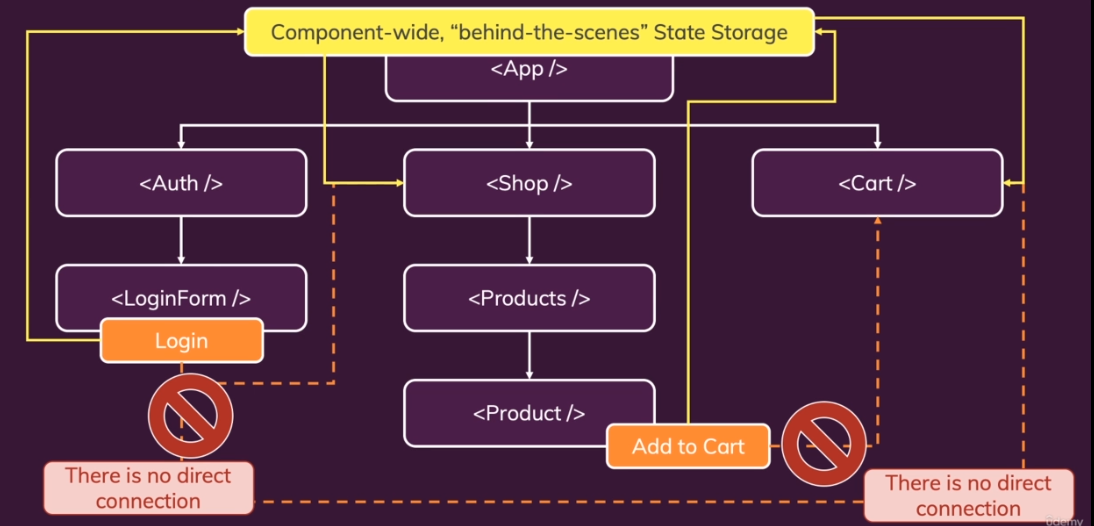 Component-wide, “behind-the-scenes” State Storage
<App />
<Auth />
<Shop />
<Cart />
<LoginForm />
<Products />
Login
<Product />
Add to Cart
There is no direct
connection
There is no direct
connection
ûdemy